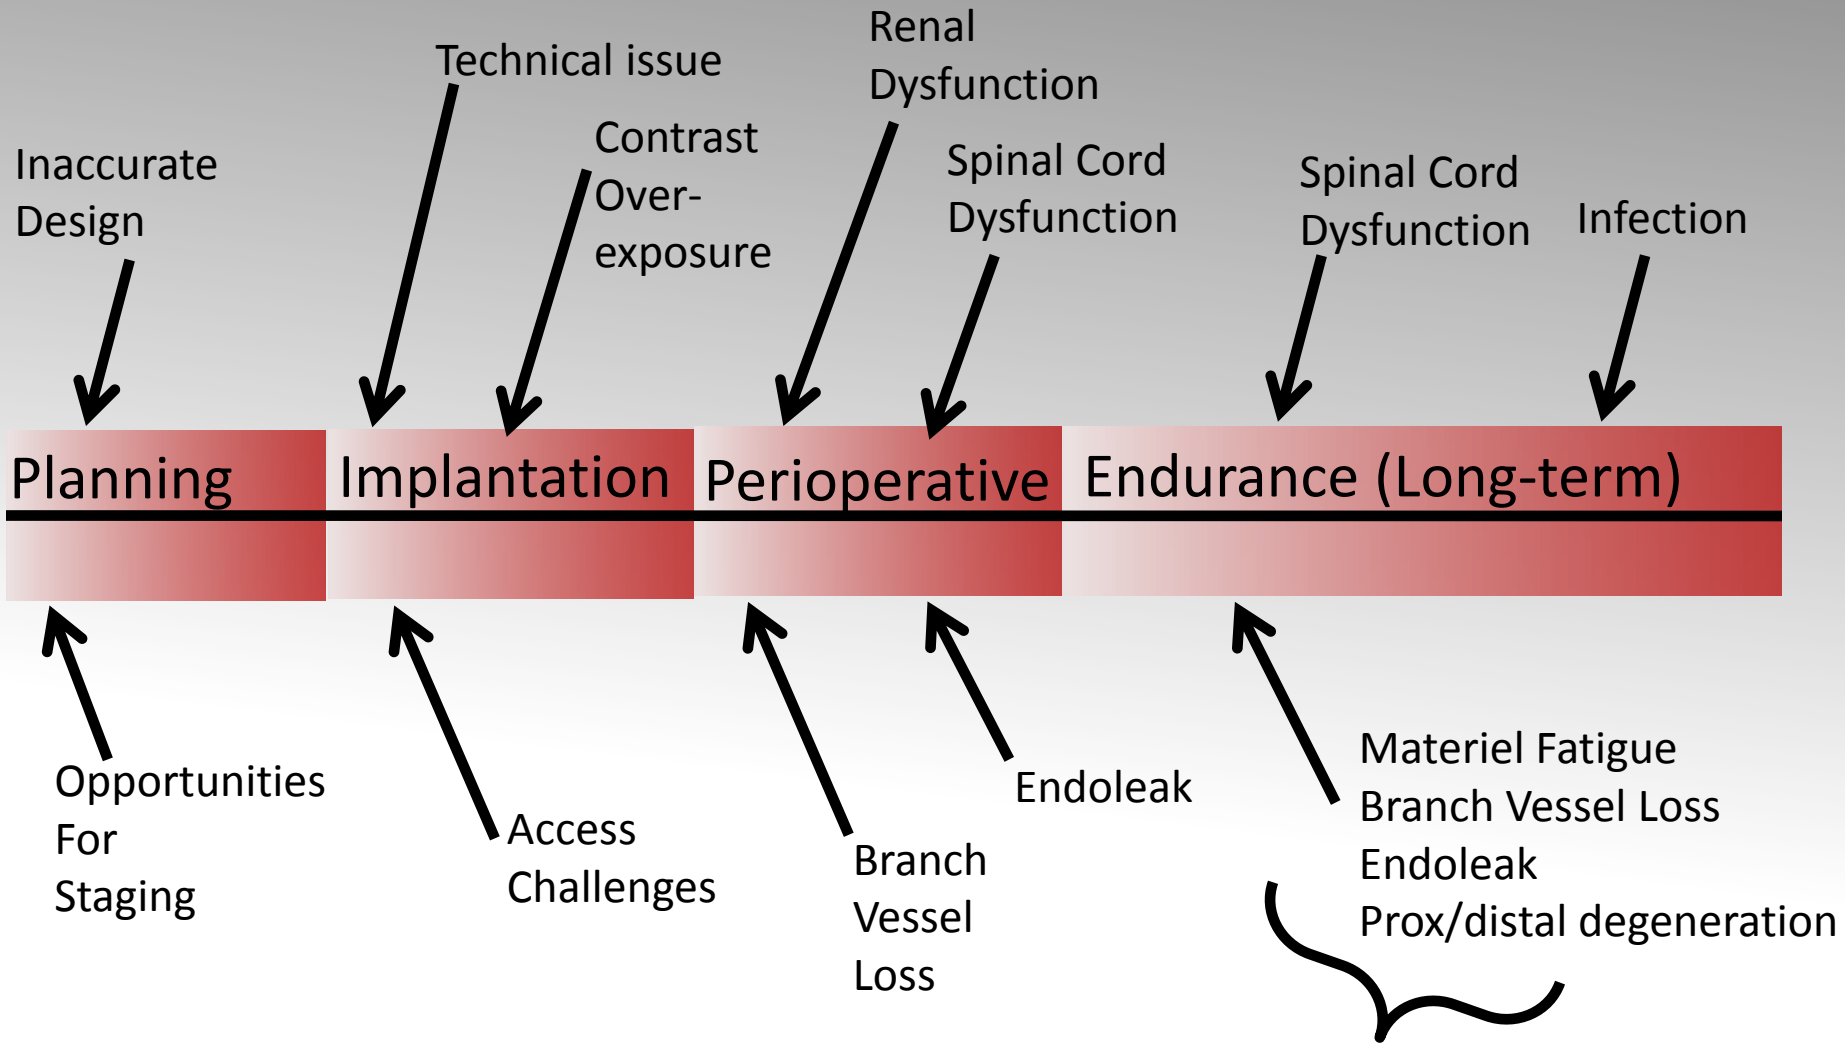 Inaccurate
Design
Technical issue
Contrast
Over-
exposure
Renal
Dysfunction
Spinal Cord
Dysfunction
Spinal Cord
Dysfunction
Infection
Planning
Implantation
Perioperative
Endurance (Long-term)
Opportunities
For
Staging
Access
Challenges
Branch
Vessel
Loss
Endoleak
Materiel Fatigue
Branch Vessel Loss
Endoleak
Prox/distal degeneration